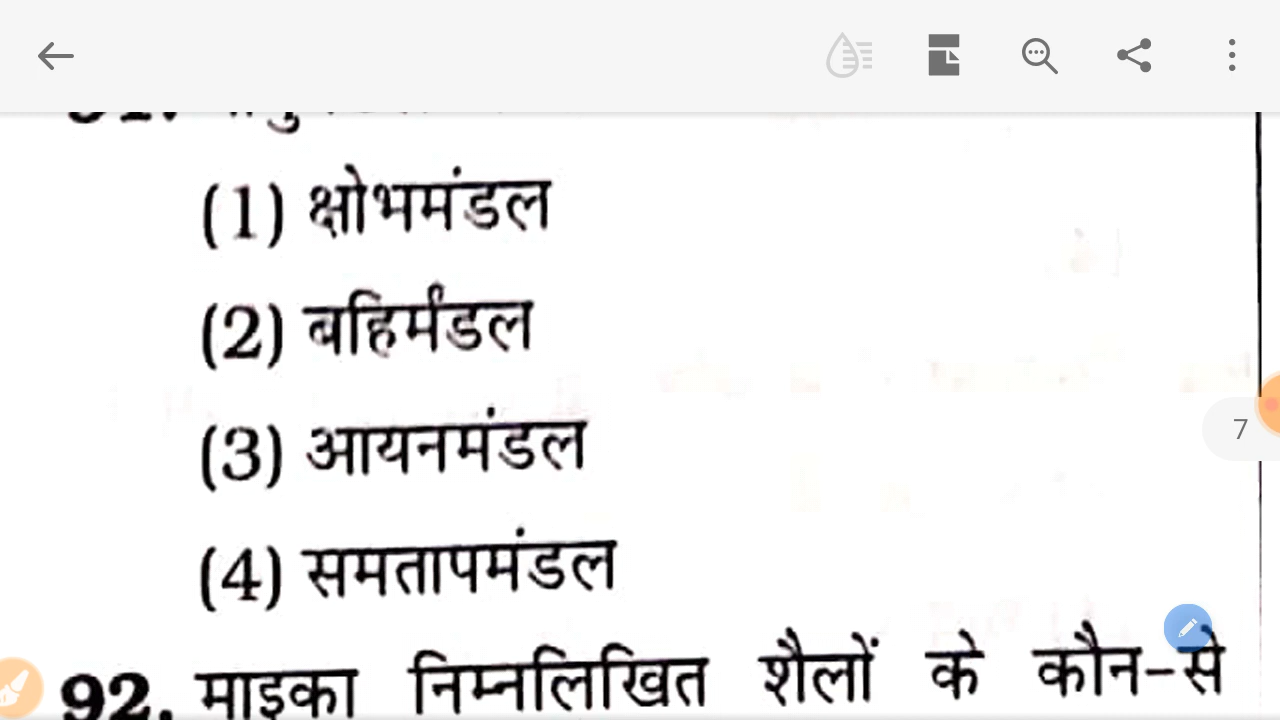 (1) क्षोभमंडल
(2) बहिर्मंडल
(3) आयनमंडल
(4) समतापमंडल
7
92. माइका निम्नलिखित शैलों के कौन-से